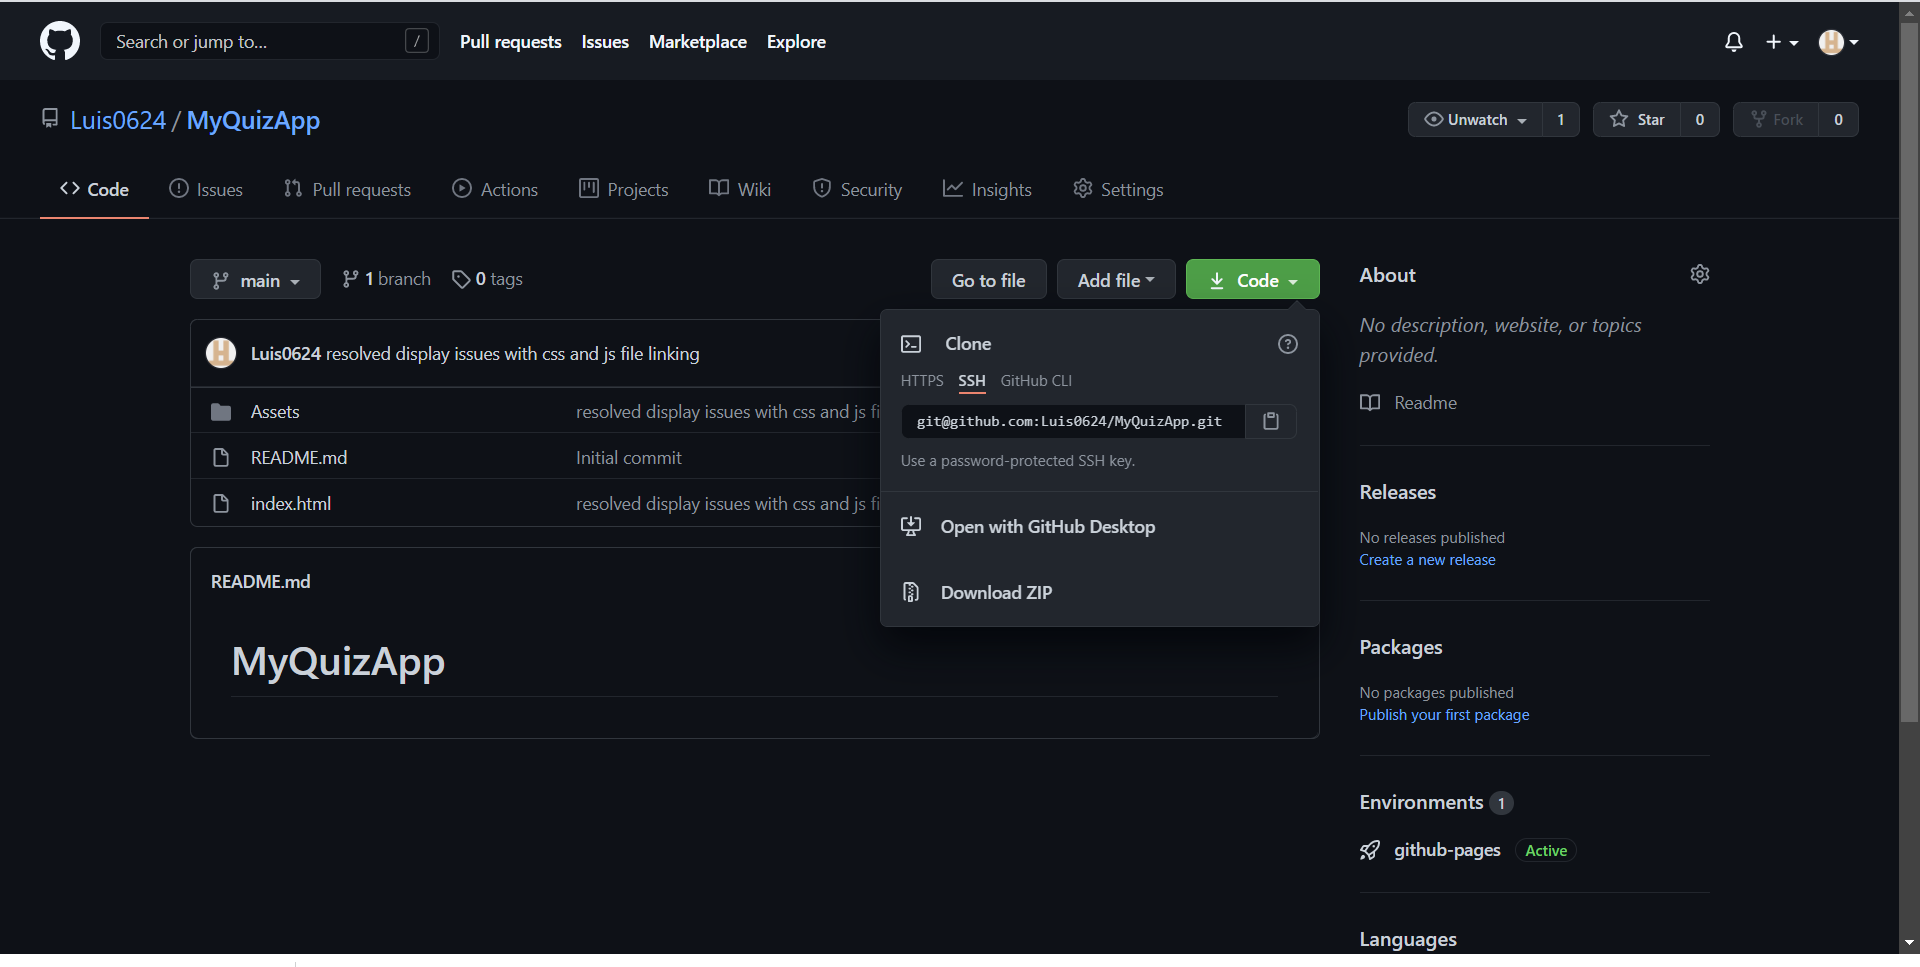 Search or jump to... /
Pull requests Issues Marketplace Explore
Luis0624 / MyQuizApp
Unwatch 1 Star 0 Fork 0
Code Issues Pull requests Actions Projects Wiki Security Insights Settings
main 1 branch 0 tags
Go to file Add file Code
Luis0624 resolved display issues with css and js file linking
Assets resolved display issues with css and js fi
README.md Initial commit
index.html resolved display issues with css and js fi
README.md
MyQuizApp
Clone
HTTPS SSH GitHub CLI
git@github.com:Luis0624/MyQuizApp.git
Use a password-protected SSH key.
Open with GitHub Desktop
Download ZIP
About
No description, website, or topics
provided.
Readme
Releases
No releases published
Create a new release
Packages
No packages published
Publish your first package
Environments 1
github-pages Active
Languages